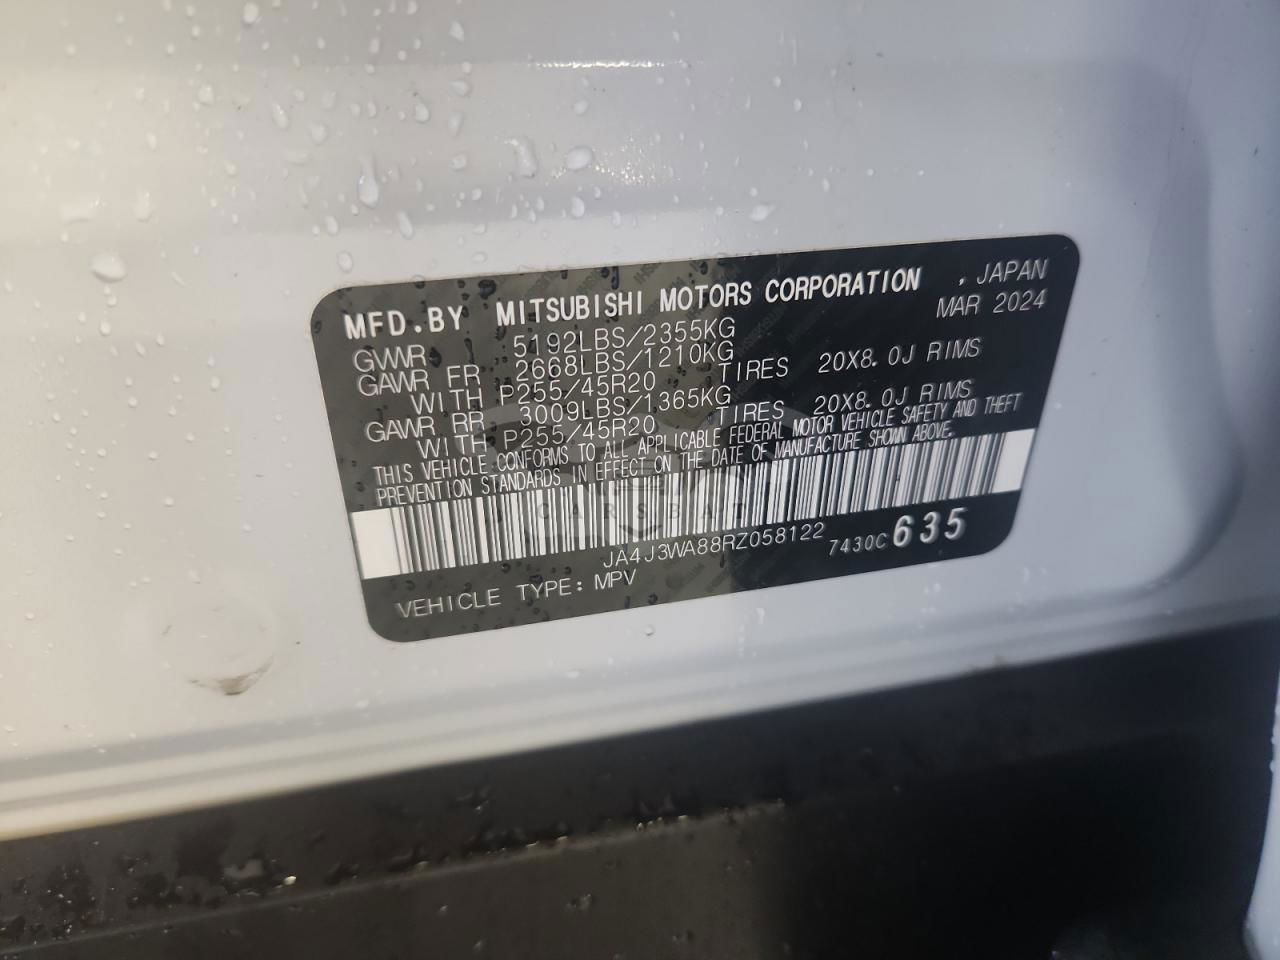 MFD.BY MITSUBISHI MOTORS CORPORATION , JAPAN
MAR 2024
GVWR 5192LBS/2355KG
GAWR FR 2668LBS/1210KG
WITH P255/45R20 TIRES 20X8.0J RIMS
GAWR RR 3009LBS/1365KG
WITH P255/45R20 TIRES 20X8.0J RIMS
THIS VEHICLE CONFORMS TO ALL APPLICABLE FEDERAL MOTOR VEHICLE SAFETY AND THEFT
PREVENTION STANDARDS IN EFFECT ON THE DATE OF MANUFACTURE SHOWN ABOVE.
CARSBAT
JA4J3WA88RZ058122 7430C 635
VEHICLE TYPE: MPV